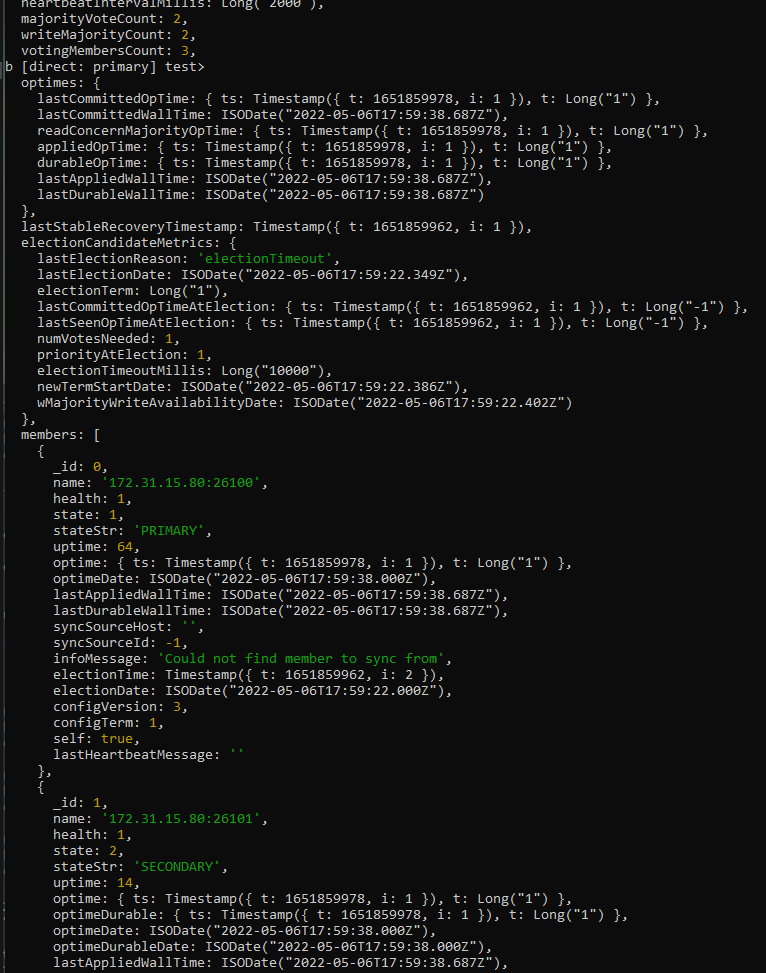 heartbeatIntervalMillis: Long("2000"),
majorityVoteCount: 2,
writeMajorityCount: 2,
votingMembersCount: 3,
b [direct: primary] test>
optimes: {
lastCommittedOpTime: { ts: Timestamp({ t: 1651859978, i: 1 }), t: Long("1") },
lastCommittedWallTime: ISODate("2022-05-06T17:59:38.687Z"),
readConcernMajorityOpTime: { ts: Timestamp({ t: 1651859978, i: 1 }), t: Long("1") },
appliedOpTime: { ts: Timestamp({ t: 1651859978, i: 1 }), t: Long("1") },
durableOpTime: { ts: Timestamp({ t: 1651859978, i: 1 }), t: Long("1") },
lastAppliedWallTime: ISODate("2022-05-06T17:59:38.687Z"),
lastDurableWallTime: ISODate("2022-05-06T17:59:38.687Z")
},
lastStableRecoveryTimestamp: Timestamp({ t: 1651859962, i: 1 }),
electionCandidateMetrics: {
lastElectionReason: 'electionTimeout',
lastElectionDate: ISODate("2022-05-06T17:59:22.349Z"),
electionTerm: Long("1"),
lastCommittedOpTimeAtElection: { ts: Timestamp({ t: 1651859962, i: 1 }), t: Long("-1") },
lastSeenOpTimeAtElection: { ts: Timestamp({ t: 1651859962, i: 1 }), t: Long("-1") },
numVotesNeeded: 1,
priorityAtElection: 1,
electionTimeoutMillis: Long("10000"),
newTermStartDate: ISODate("2022-05-06T17:59:22.386Z"),
wMajorityWriteAvailabilityDate: ISODate("2022-05-06T17:59:22.402Z")
},
members: [
{
_id: 0,
name: '172.31.15.80:26100',
health: 1,
state: 1,
stateStr: 'PRIMARY',
uptime: 64,
optime: { ts: Timestamp({ t: 1651859978, i: 1 }), t: Long("1") },
optimeDate: ISODate("2022-05-06T17:59:38.000Z"),
lastAppliedWallTime: ISODate("2022-05-06T17:59:38.687Z"),
lastDurableWallTime: ISODate("2022-05-06T17:59:38.687Z"),
syncSourceHost: '',
syncSourceId: -1,
infoMessage: 'Could not find member to sync from',
electionTime: Timestamp({ t: 1651859962, i: 2 }),
electionDate: ISODate("2022-05-06T17:59:22.000Z"),
configVersion: 3,
configTerm: 1,
self: true,
lastHeartbeatMessage: ''
},
{
_id: 1,
name: '172.31.15.80:26101',
health: 1,
state: 2,
stateStr: 'SECONDARY',
uptime: 14,
optime: { ts: Timestamp({ t: 1651859978, i: 1 }), t: Long("1") },
optimeDurable: { ts: Timestamp({ t: 1651859978, i: 1 }), t: Long("1") },
optimeDate: ISODate("2022-05-06T17:59:38.000Z"),
optimeDurableDate: ISODate("2022-05-06T17:59:38.000Z"),
lastAppliedWallTime: ISODate("2022-05-06T17:59:38.687Z"),